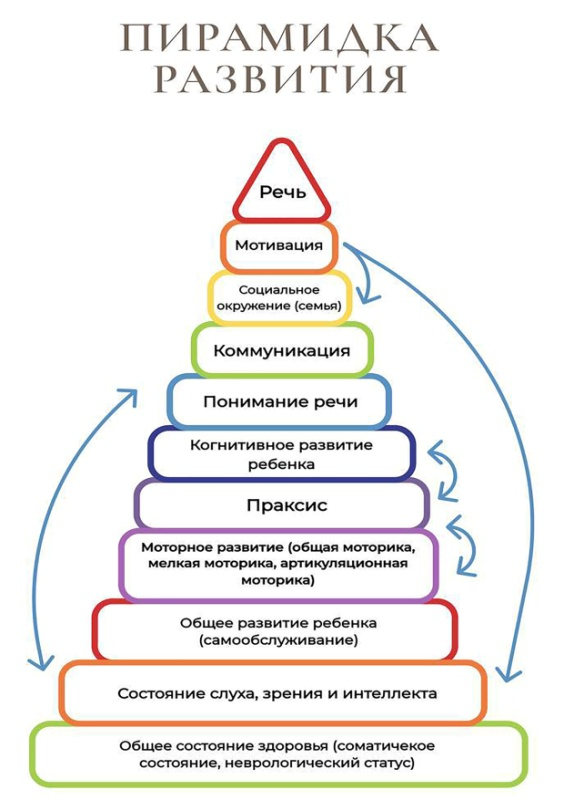 ПИРАМИДКА
РАЗВИТИЯ
Речь
Мотивация
Социальное
окружение (семья)
Коммуникация
Понимание речи
Когнитивное развитие
ребенка
Праксис
Моторное развитие (общая моторика,
мелкая моторика, артикуляционная
моторика)
Общее развитие ребенка
(самообслуживание)
Состояние слуха, зрения и интеллекта
Общее состояние здоровья (соматичекое
состояние, неврологический статус)